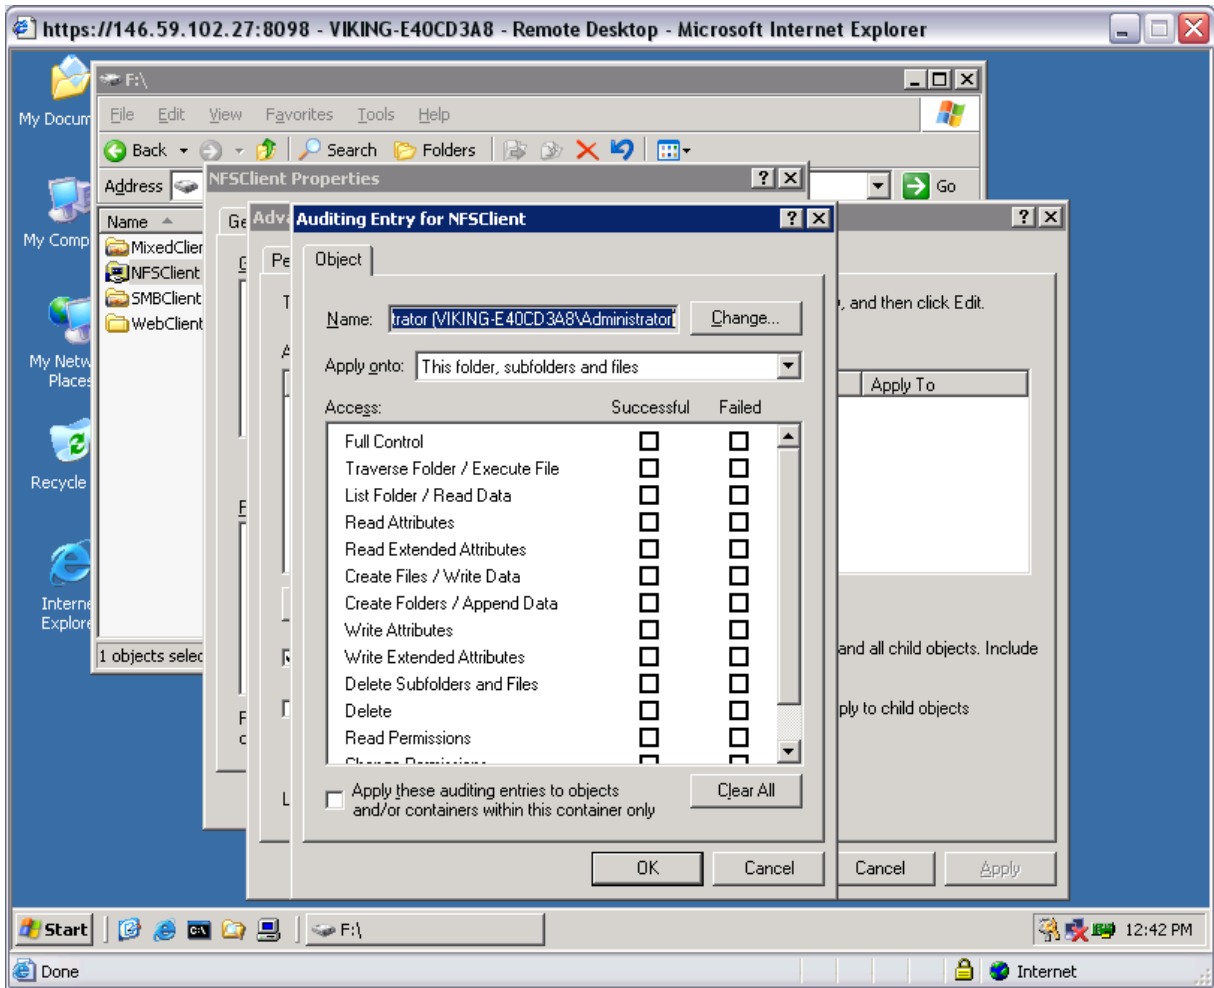 https://146.59.102.27:8098 - VIKING-E40CD3A8 - Remote Desktop - Microsoft Internet Explorer
My Docum
F:\
File Edit View Favorites Tools Help
Back Search Folders
Address Go
NFSClient Properties
Name
MixedClien
NFSClient
SMBClient
WebClient
My Comp
My Netw
Places
Recycle
Interne
Explore
1 objects selec
Ge
Adva
Pe
Auditing Entry for NFSClient
Object
Name: trator (VIKING-E40CD3A8\Administrator) Change...
Apply onto: This folder, subfolders and files
Access: Successful Failed
Full Control
Traverse Folder / Execute File
List Folder / Read Data
Read Attributes
Read Extended Attributes
Create Files / Write Data
Create Folders / Append Data
Write Attributes
Write Extended Attributes
Delete Subfolders and Files
Delete
Read Permissions
Change Permissions
Apply these auditing entries to objects
and/or containers within this container only
Clear All
OK Cancel
, and then click Edit.
Apply To
and all child objects. Include
ply to child objects
Cancel Apply
Start F:\ 12:42 PM
Done Internet